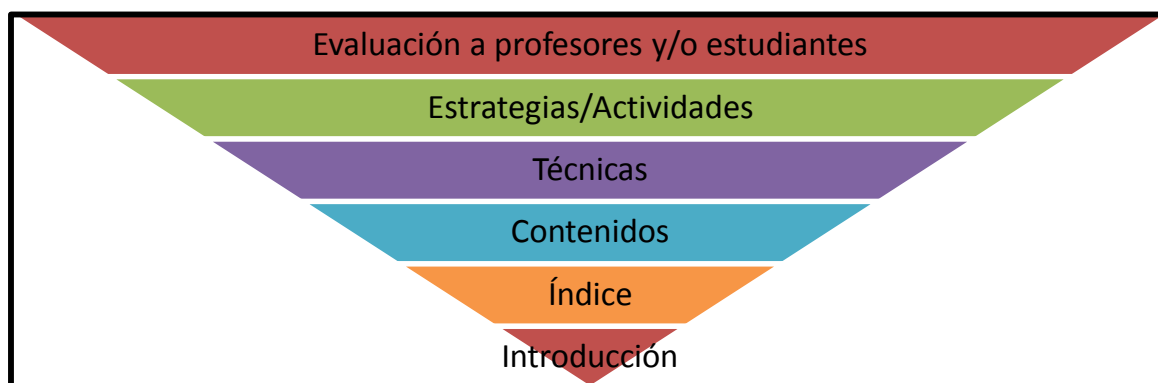 Evaluación a profesores y/o estudiantes
Estrategias/Actividades
Técnicas
Contenidos
Índice
Introducción